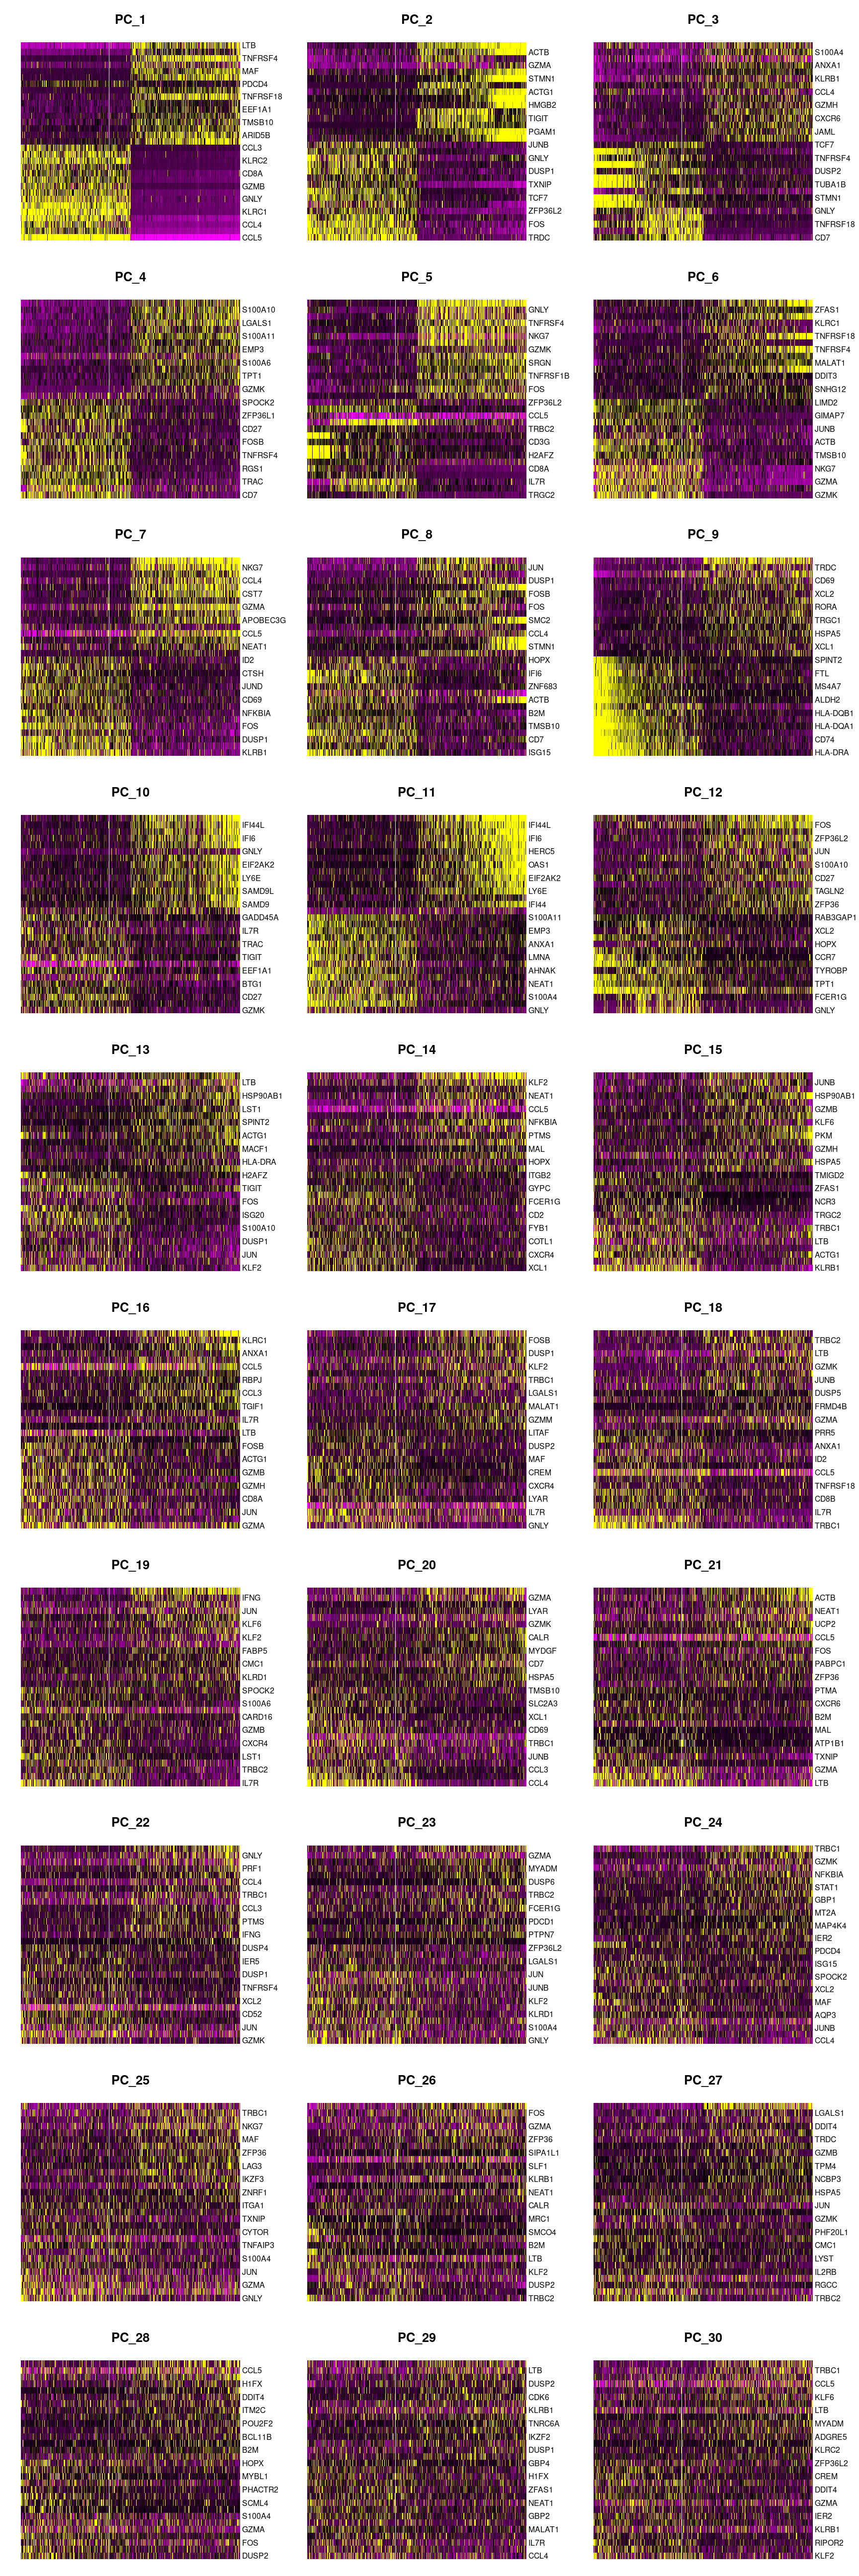 PC_1
LTB
TNFRSF4
MAF
PDCD4
TNFRSF18
EEF1A1
TMSB10
ARID5B
CCL3
KLRC2
CD8A
GZMB
GNLY
KLRC1
CCL4
CCL5
PC_2
ACTB
GZMA
STMN1
ACTG1
HMGB2
TIGIT
PGAM1
JUNB
GNLY
DUSP1
TXNIP
TCF7
ZFP36L2
FOS
TRDC
PC_3
S100A4
ANXA1
KLRB1
CCL4
GZMH
CXCR6
JAML
TCF7
TNFRSF4
DUSP2
TUBA1B
STMN1
GNLY
TNFRSF18
CD7
PC_4
S100A10
LGALS1
S100A11
EMP3
S100A6
TPT1
GZMK
SPOCK2
ZFP36L1
CD27
FOSB
TNFRSF4
RGS1
TRAC
CD7
PC_5
GNLY
TNFRSF4
NKG7
GZMK
SRGN
TNFRSF1B
FOS
ZFP36L2
CCL5
TRBC2
CD3G
H2AFZ
CD8A
IL7R
TRGC2
PC_6
ZFAS1
KLRC1
TNFRSF18
TNFRSF4
MALAT1
DDIT3
SNHG12
LIMD2
GIMAP7
JUNB
ACTB
TMSB10
NKG7
GZMA
GZMK
PC_7
NKG7
CCL4
CST7
GZMA
APOBEC3G
CCL5
NEAT1
ID2
CTSH
JUND
CD69
NFKBIA
FOS
DUSP1
KLRB1
PC_8
JUN
DUSP1
FOSB
FOS
SMC2
CCL4
STMN1
HOPX
IFI6
ZNF683
ACTB
B2M
TMSB10
CD7
ISG15
PC_9
TRDC
CD69
XCL2
RORA
TRGC1
HSPA5
XCL1
SPINT2
FTL
MS4A7
ALDH2
HLA-DQB1
HLA-DQA1
CD74
HLA-DRA
PC_10
IFI44L
IFI6
GNLY
EIF2AK2
LY6E
SAMD9L
SAMD9
GADD45A
IL7R
TRAC
TIGIT
EEF1A1
BTG1
CD27
GZMK
PC_11
IFI44L
IFI6
HERC5
OAS1
EIF2AK2
LY6E
IFI44
S100A11
EMP3
ANXA1
LMNA
AHNAK
NEAT1
S100A4
GNLY
PC_12
FOS
ZFP36L2
JUN
S100A10
CD27
TAGLN2
ZFP36
RAB3GAP1
XCL2
HOPX
CCR7
TYROBP
TPT1
FCER1G
GNLY
PC_13
LTB
HSP90AB1
LST1
SPINT2
ACTG1
MACF1
HLA-DRA
H2AFZ
TIGIT
FOS
ISG20
S100A10
DUSP1
JUN
KLF2
PC_14
KLF2
NEAT1
CCL5
NFKBIA
PTMS
MAL
HOPX
ITGB2
GYPC
FCER1G
CD2
FYB1
COTL1
CXCR4
XCL1
PC_15
JUNB
HSP90AB1
GZMB
KLF6
PKM
GZMH
HSPA5
TMIGD2
ZFAS1
NCR3
TRGC2
TRBC1
LTB
ACTG1
KLRB1
PC_16
KLRC1
ANXA1
CCL5
RBPJ
CCL3
TGIF1
IL7R
LTB
FOSB
ACTG1
GZMB
GZMH
CD8A
JUN
GZMA
PC_17
FOSB
DUSP1
KLF2
TRBC1
LGALS1
MALAT1
GZMM
LITAF
DUSP2
MAF
CREM
CXCR4
LYAR
IL7R
GNLY
PC_18
TRBC2
LTB
GZMK
JUNB
DUSP5
FRMD4B
GZMA
PRR5
ANXA1
ID2
CCL5
TNFRSF18
CD8B
IL7R
TRBC1
PC_19
IFNG
JUN
KLF6
KLF2
FABP5
CMC1
KLRD1
SPOCK2
S100A6
CARD16
GZMB
CXCR4
LST1
TRBC2
IL7R
PC_20
GZMA
LYAR
GZMK
CALR
MYDGF
CD7
HSPA5
TMSB10
SLC2A3
XCL1
CD69
TRBC1
JUNB
CCL3
CCL4
PC_21
ACTB
NEAT1
UCP2
CCL5
FOS
PABPC1
ZFP36
PTMA
CXCR6
B2M
MAL
ATP1B1
TXNIP
GZMA
LTB
PC_22
GNLY
PRF1
CCL4
TRBC1
CCL3
PTMS
IFNG
DUSP4
IER5
DUSP1
TNFRSF4
XCL2
CD52
JUN
GZMK
PC_23
GZMA
MYADM
DUSP6
TRBC2
FCER1G
PDCD1
PTPN7
ZFP36L2
LGALS1
JUN
JUNB
KLF2
KLRD1
S100A4
GNLY
PC_24
TRBC1
GZMK
NFKBIA
STAT1
GBP1
MT2A
MAP4K4
IER2
PDCD4
ISG15
SPOCK2
XCL2
MAF
AQP3
JUNB
CCL4
PC_25
TRBC1
NKG7
MAF
ZFP36
LAG3
IKZF3
ZNRF1
ITGA1
TXNIP
CYTOR
TNFAIP3
S100A4
JUN
GZMA
GNLY
PC_26
FOS
GZMA
ZFP36
SIPA1L1
SLF1
KLRB1
NEAT1
CALR
MRC1
SMCO4
B2M
LTB
KLF2
DUSP2
TRBC2
PC_27
LGALS1
DDIT4
TRDC
GZMB
TPM4
NCBP3
HSPA5
JUN
GZMK
PHF20L1
CMC1
LYST
IL2RB
RGCC
TRBC2
PC_28
CCL5
H1FX
DDIT4
ITM2C
POU2F2
BCL11B
B2M
HOPX
MYBL1
PHACTR2
SCML4
S100A4
GZMA
FOS
DUSP2
PC_29
LTB
DUSP2
CDK6
KLRB1
TNRC6A
IKZF2
DUSP1
GBP4
H1FX
ZFAS1
NEAT1
GBP2
MALAT1
IL7R
CCL4
PC_30
TRBC1
CCL5
KLF6
LTB
MYADM
ADGRE5
KLRC2
ZFP36L2
CREM
DDIT4
GZMA
IER2
KLRB1
RIPOR2
KLF2